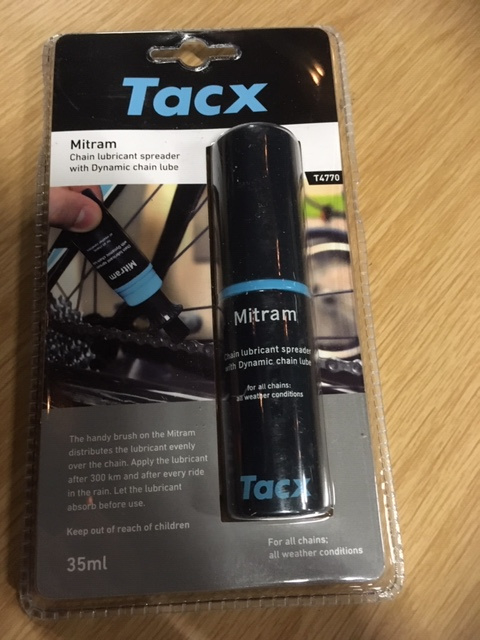 Tacx
Mitram
Chain lubricant spreader
with Dynamic chain lube
T4770
Mitram
Mitram
Chain lubricant spreader
with Dynamic chain lube
for all chains;
all weather conditions
Tacx
The handy brush on the Mitram
distributes the lubricant evenly
over the chain. Apply the lubricant
after 300 km and after every ride
in the rain. Let the lubricant
absorb before use.
Keep out of reach of children
35ml
For all chains;
all weather conditions